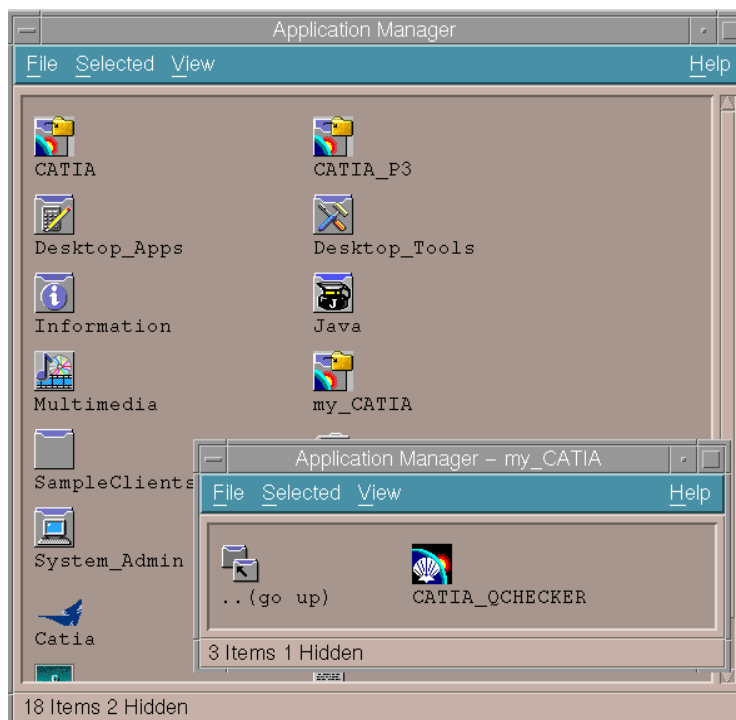 Application Manager
File Selected View Help
CATIA CATIA_P3
Desktop_Apps Desktop_Tools
Information Java
Multimedia my_CATIA
SampleClients
System_Admin
Catia
Application Manager – my_CATIA
File Selected View Help
..(go up) CATIA_QCHECKER
3 Items 1 Hidden
18 Items 2 Hidden